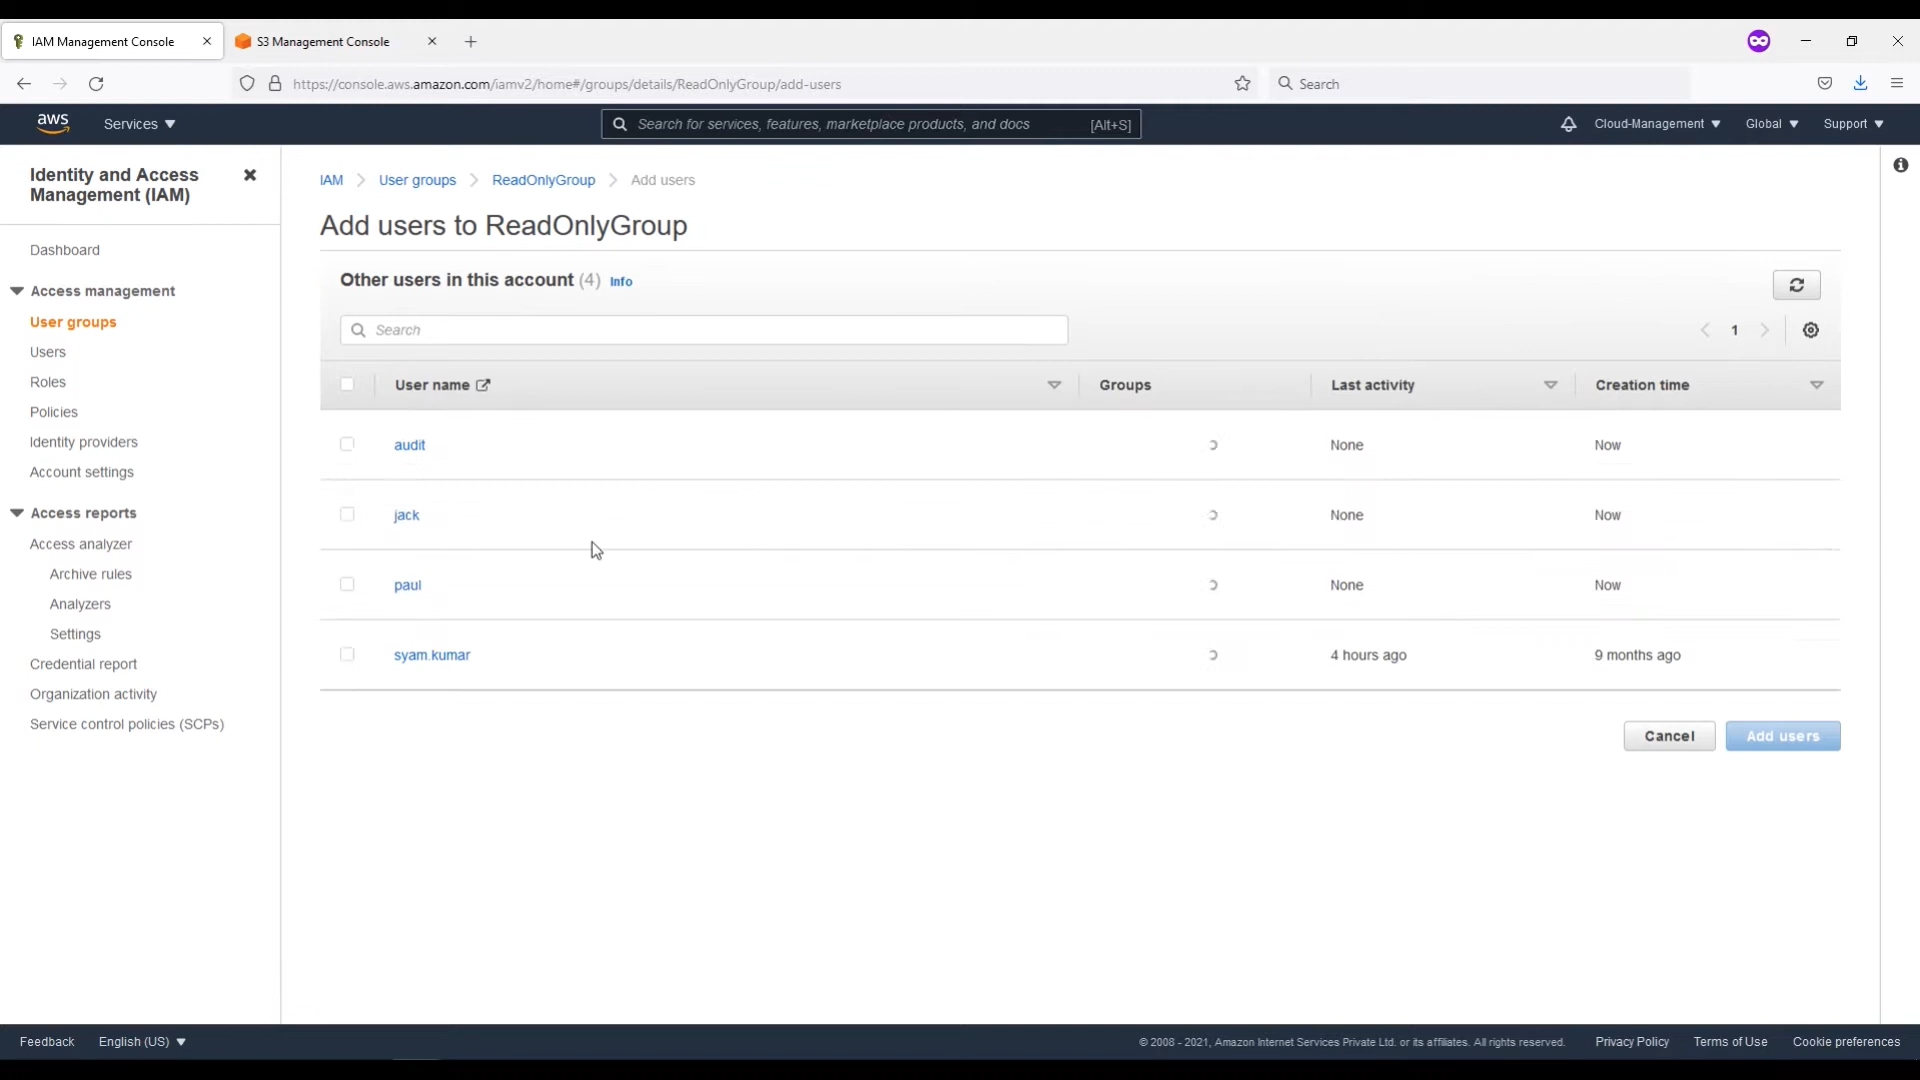 IAM Management Console
S3 Management Console
https://console.aws.amazon.com/iamv2/home#/groups/details/ReadOnlyGroup/add-users
Search
aws
Services
Search for services, features, marketplace products, and docs [Alt+S]
Cloud-Management
Global
Support
Identity and Access
Management (IAM)
Dashboard
Access management
User groups
Users
Roles
Policies
Identity providers
Account settings
Access reports
Access analyzer
Archive rules
Analyzers
Settings
Credential report
Organization activity
Service control policies (SCPs)
IAM > User groups > ReadOnlyGroup > Add users
Add users to ReadOnlyGroup
Other users in this account (4) Info
Search
1
User name Groups Last activity Creation time
audit None Now
jack None Now
paul None Now
syam.kumar 4 hours ago 9 months ago
Cancel
Add users
Feedback
English (US)
© 2008 - 2021, Amazon Internet Services Private Ltd. or its affiliates. All rights reserved.
Privacy Policy
Terms of Use
Cookie preferences